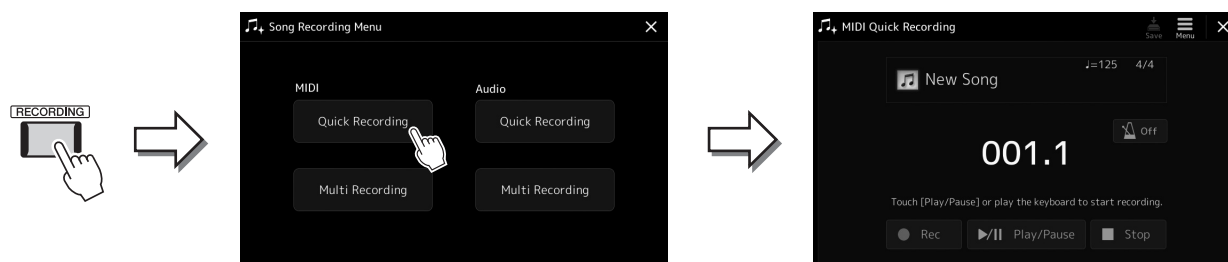 RECORDING
Song Recording Menu
MIDI
Audio
Quick Recording
Quick Recording
Multi Recording
Multi Recording
MIDI Quick Recording
Save
Menu
♩=125 4/4
New Song
Off
001.1
Touch [Play/Pause] or play the keyboard to start recording.
Rec
Play/Pause
Stop